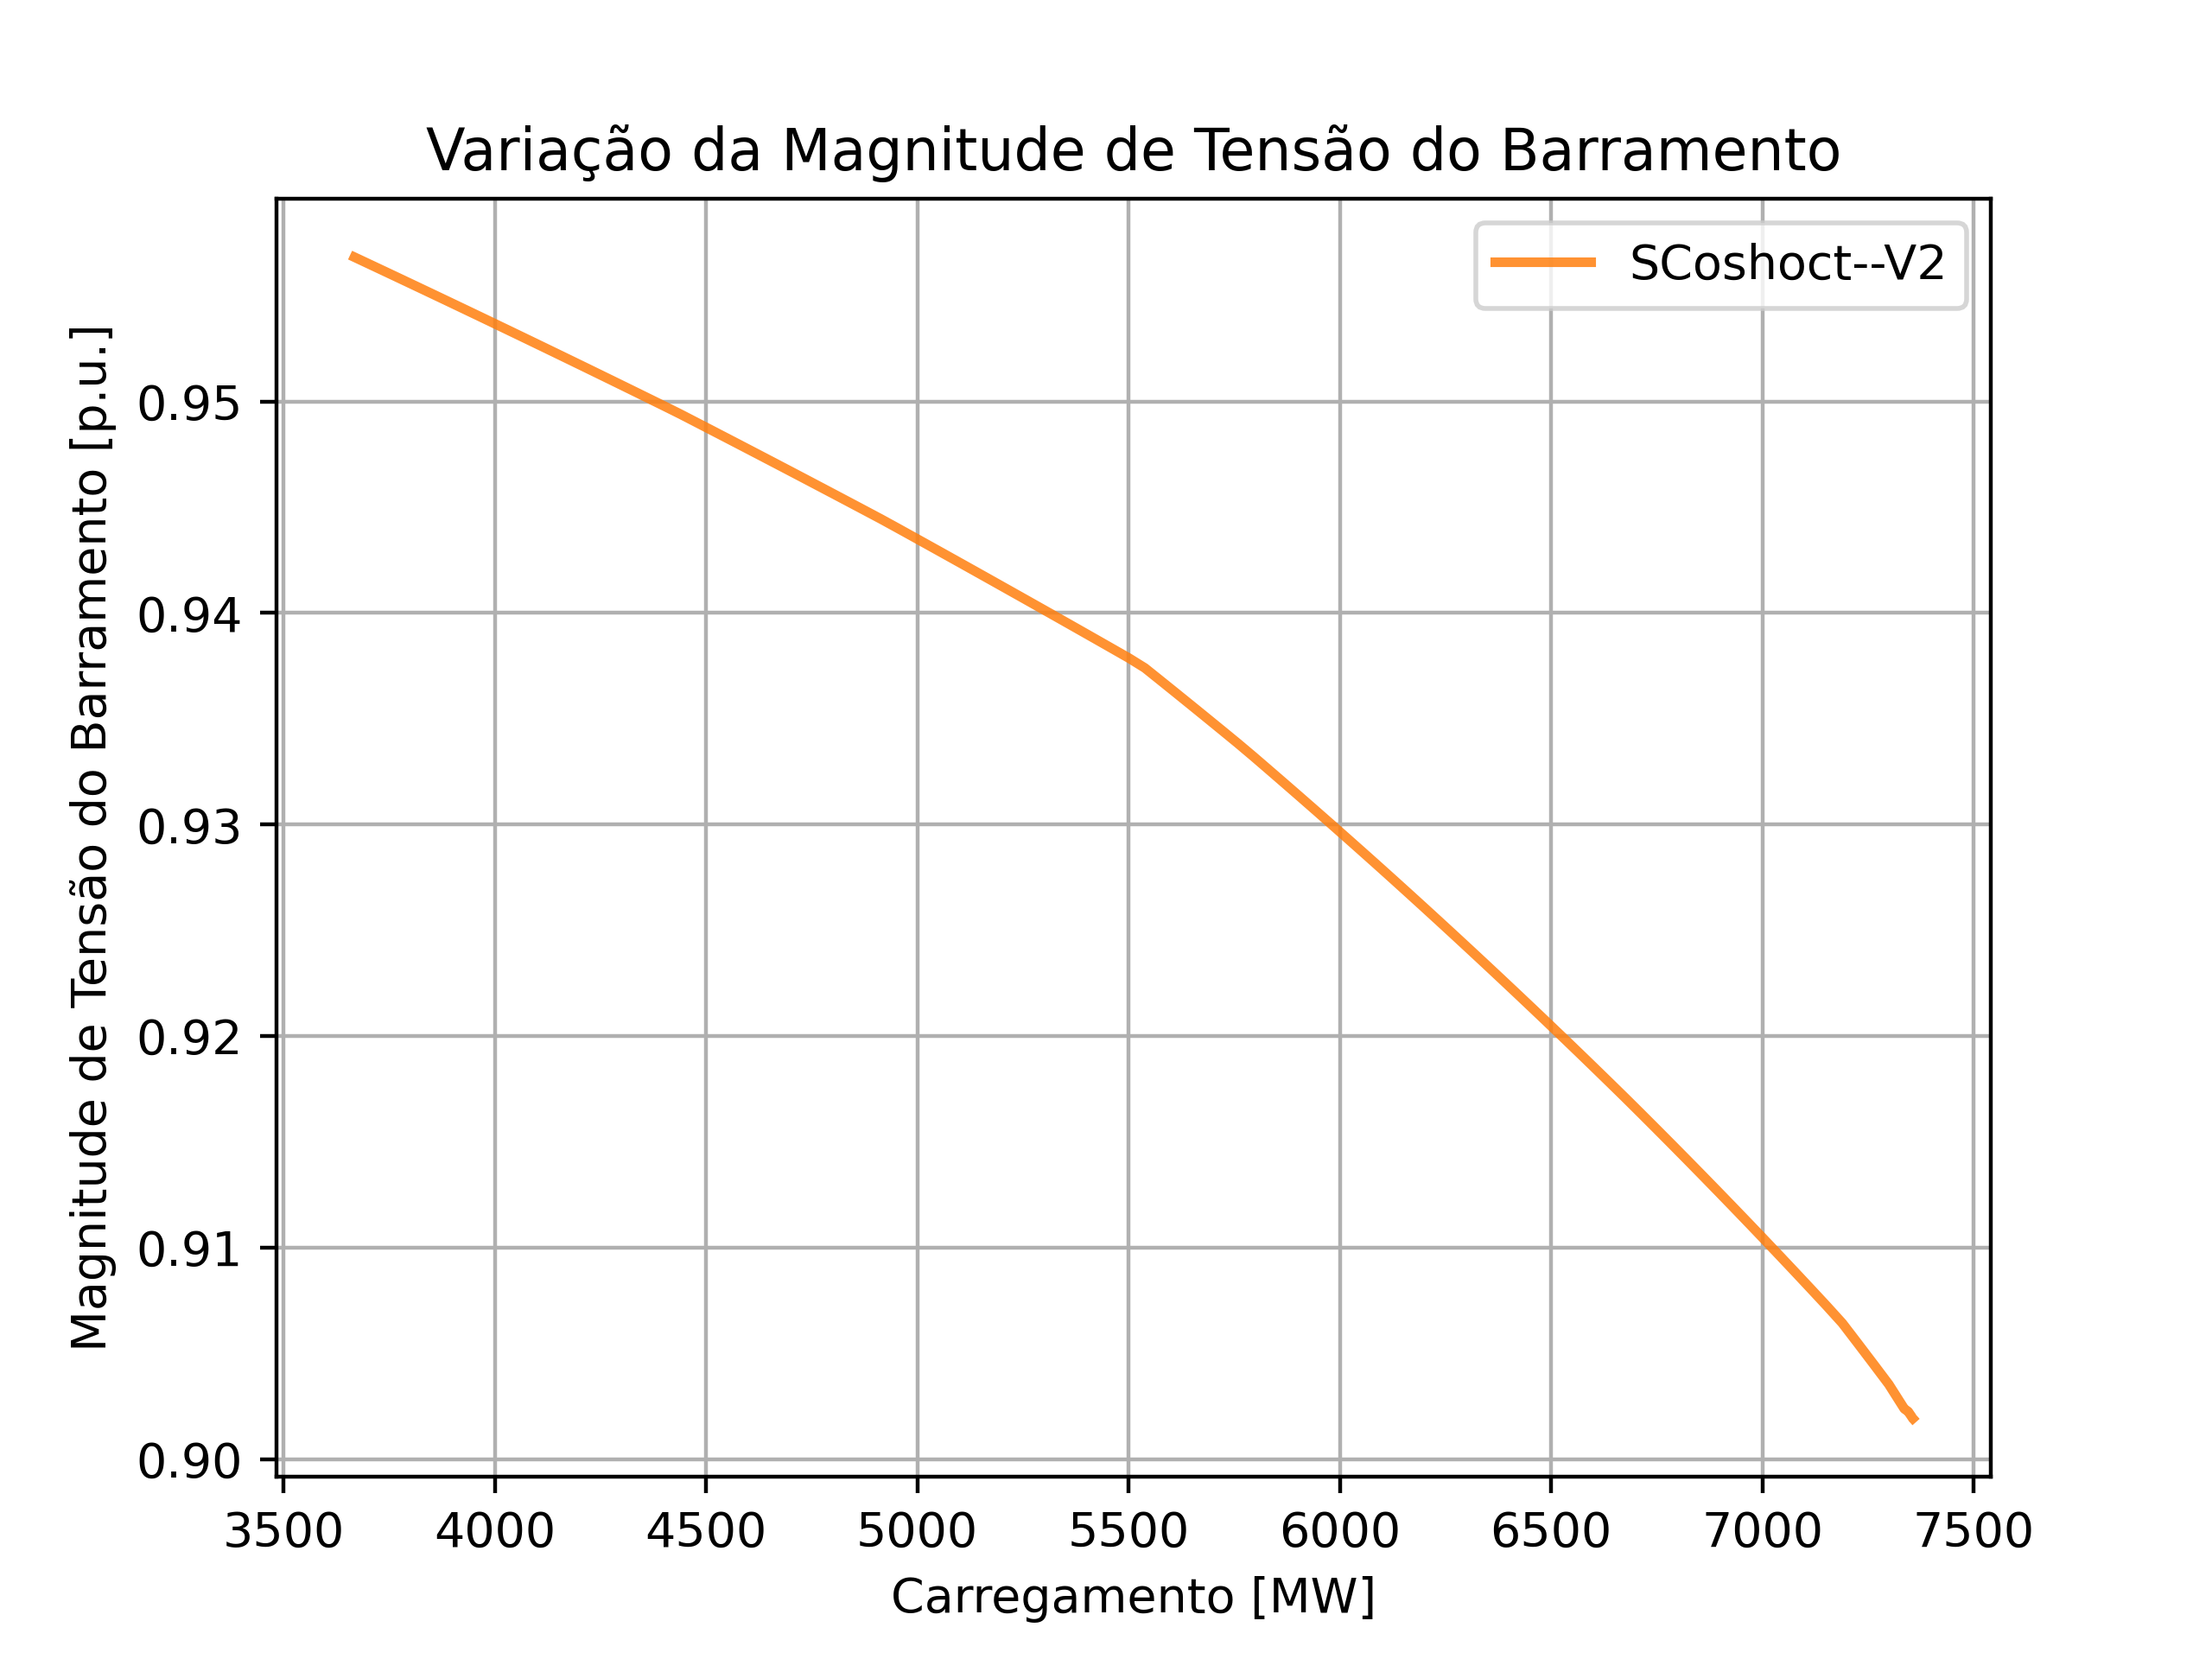 Variação da Magnitude de Tensão do Barramento
SCoshoct--V2
Magnitude de Tensão do Barramento [p.u.]
0.95
0.94
0.93
0.92
0.91
0.90
3500 4000 4500 5000 5500 6000 6500 7000 7500
Carregamento [MW]